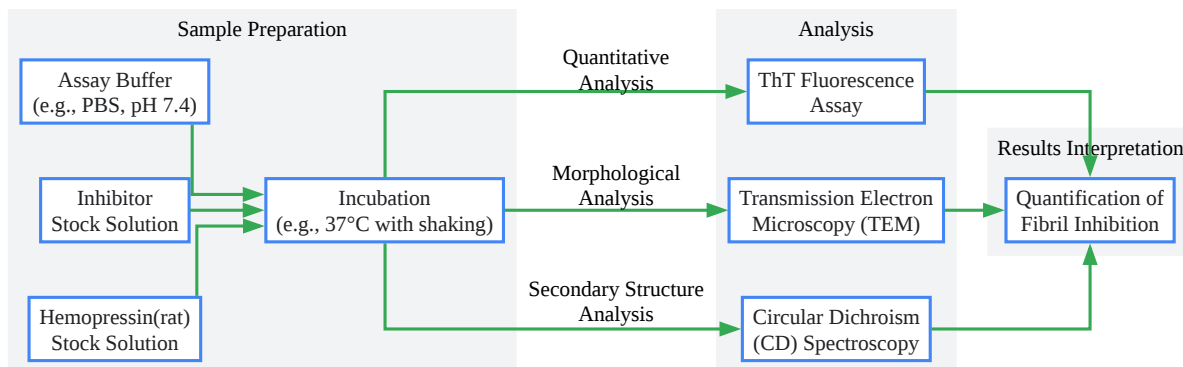 Sample Preparation
Assay Buffer
(e.g., PBS, pH 7.4)
Inhibitor
Stock Solution
Hemopressin(rat)
Stock Solution
Incubation
(e.g., 37°C with shaking)
Quantitative
Analysis
Morphological
Analysis
Secondary Structure
Analysis
Analysis
ThT Fluorescence
Assay
Transmission Electron
Microscopy (TEM)
Circular Dichroism
(CD) Spectroscopy
Results Interpretation
Quantification of
Fibril Inhibition